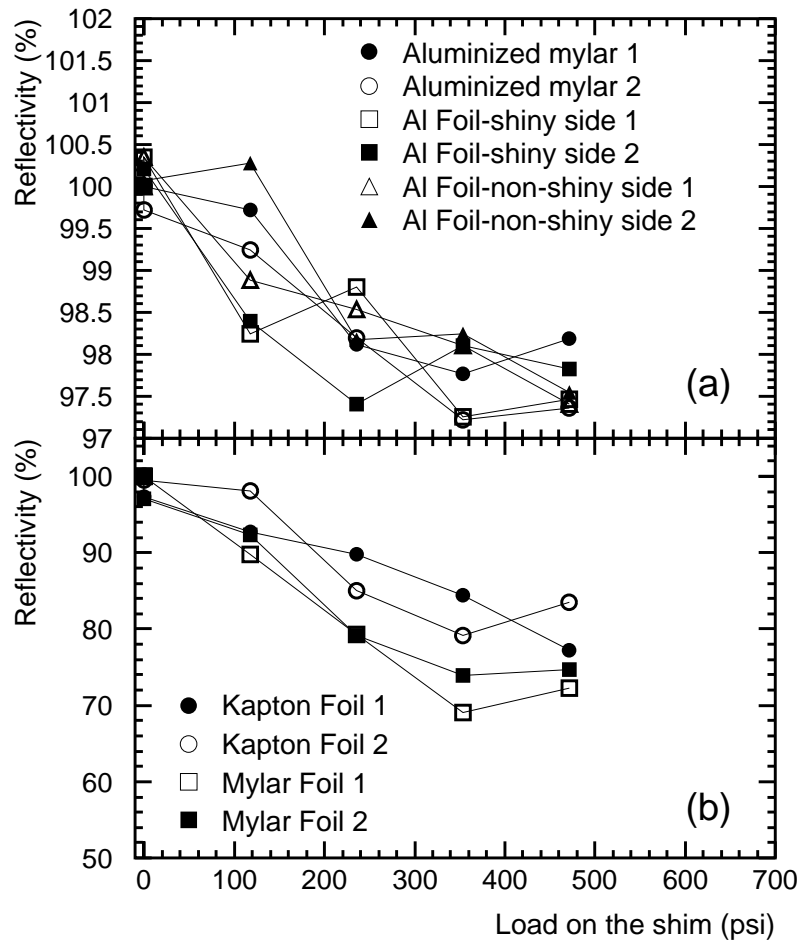 Reflectivity (%)
102
101.5
101
100.5
100
99.5
99
98.5
98
97.5
97
Aluminized mylar 1
Aluminized mylar 2
Al Foil-shiny side 1
Al Foil-shiny side 2
Al Foil-non-shiny side 1
Al Foil-non-shiny side 2
(a)
Reflectivity (%)
100
90
80
70
60
50
Kapton Foil 1
Kapton Foil 2
Mylar Foil 1
Mylar Foil 2
(b)
0 100 200 300 400 500 600 700
Load on the shim (psi)